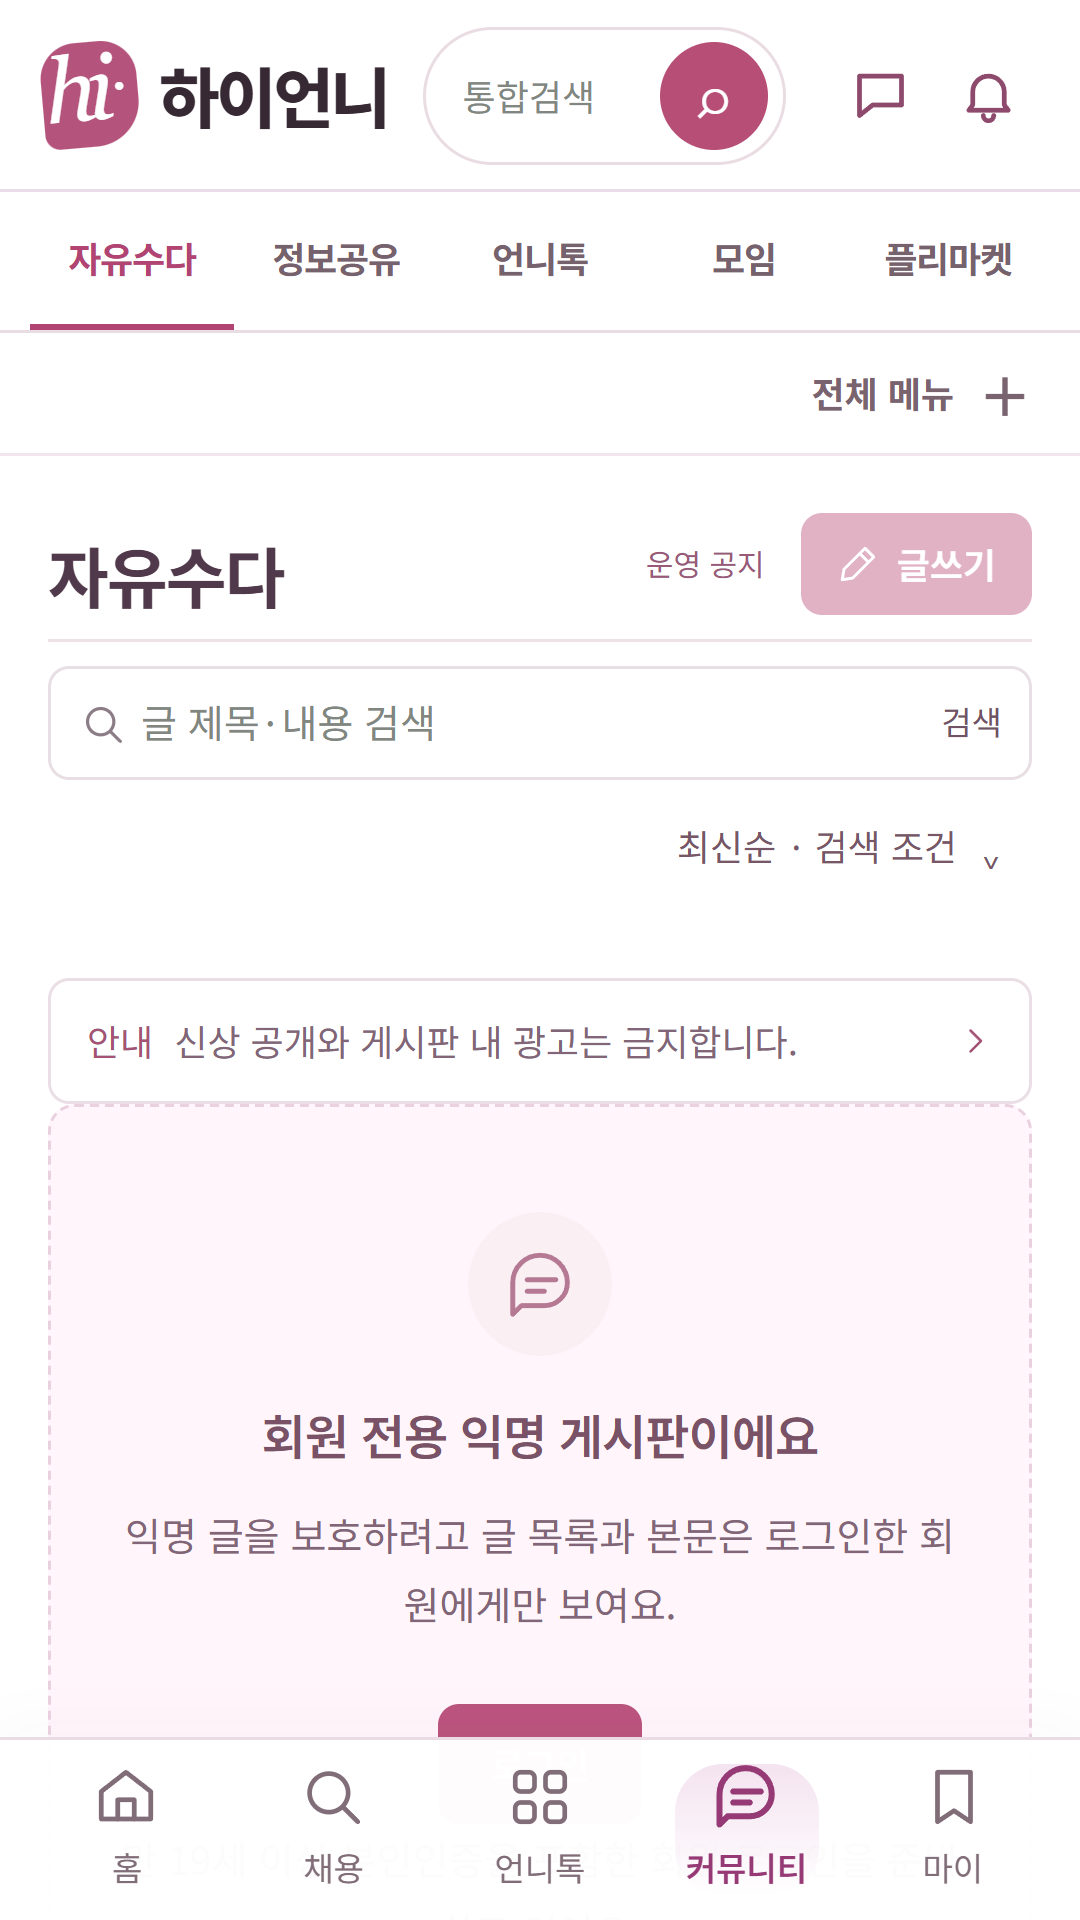 hi
하이언니
통합검색
자유수다 정보공유 언니톡 모임 플리마켓
전체 메뉴
자유수다
운영 공지
글쓰기
글 제목·내용 검색
검색
최신순 · 검색 조건
안내 신상 공개와 게시판 내 광고는 금지합니다.
회원 전용 익명 게시판이에요
익명 글을 보호하려고 글 목록과 본문은 로그인한 회
원에게만 보여요.
홈 채용 언니톡 커뮤니티 마이